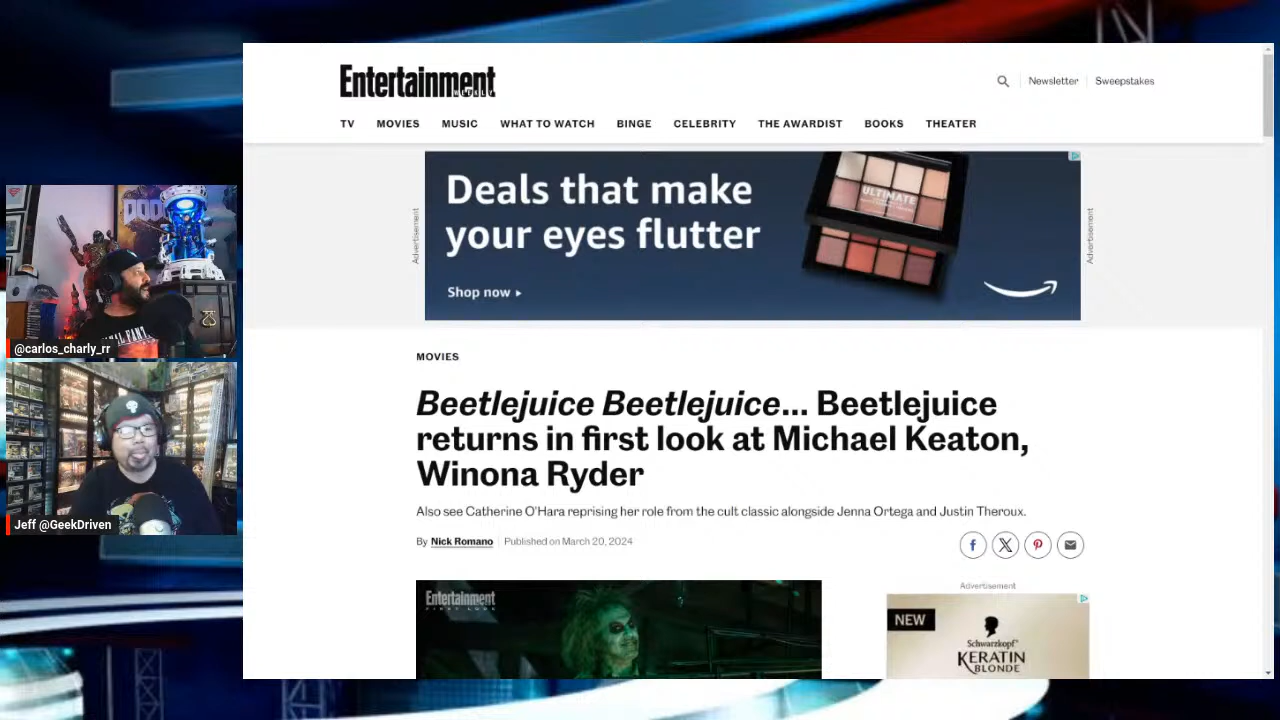 Entertainment
WEEKLY
Newsletter
Sweepstakes
TV
MOVIES
MUSIC
WHAT TO WATCH
BINGE
CELEBRITY
THE AWARDIST
BOOKS
THEATER
Advertisement
Deals that make
your eyes flutter
Shop now
ULTIMATE
Advertisement
DOOM
@carlos_charly_rr
Jeff @GeekDriven
MOVIES
Beetlejuice Beetlejuice... Beetlejuice
returns in first look at Michael Keaton,
Winona Ryder
Also see Catherine O'Hara reprising her role from the cult classic alongside Jenna Ortega and Justin Theroux.
By Nick Romano
Published on March 20, 2024
Entertainment
FIRST LOOK
Advertisement
NEW
Schwarzkopf
KERATIN
BLONDE